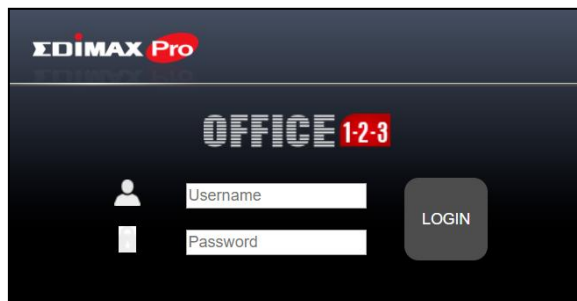 EDIMAX Pro
OFFICE 1-2-3
Username
LOGIN
Password